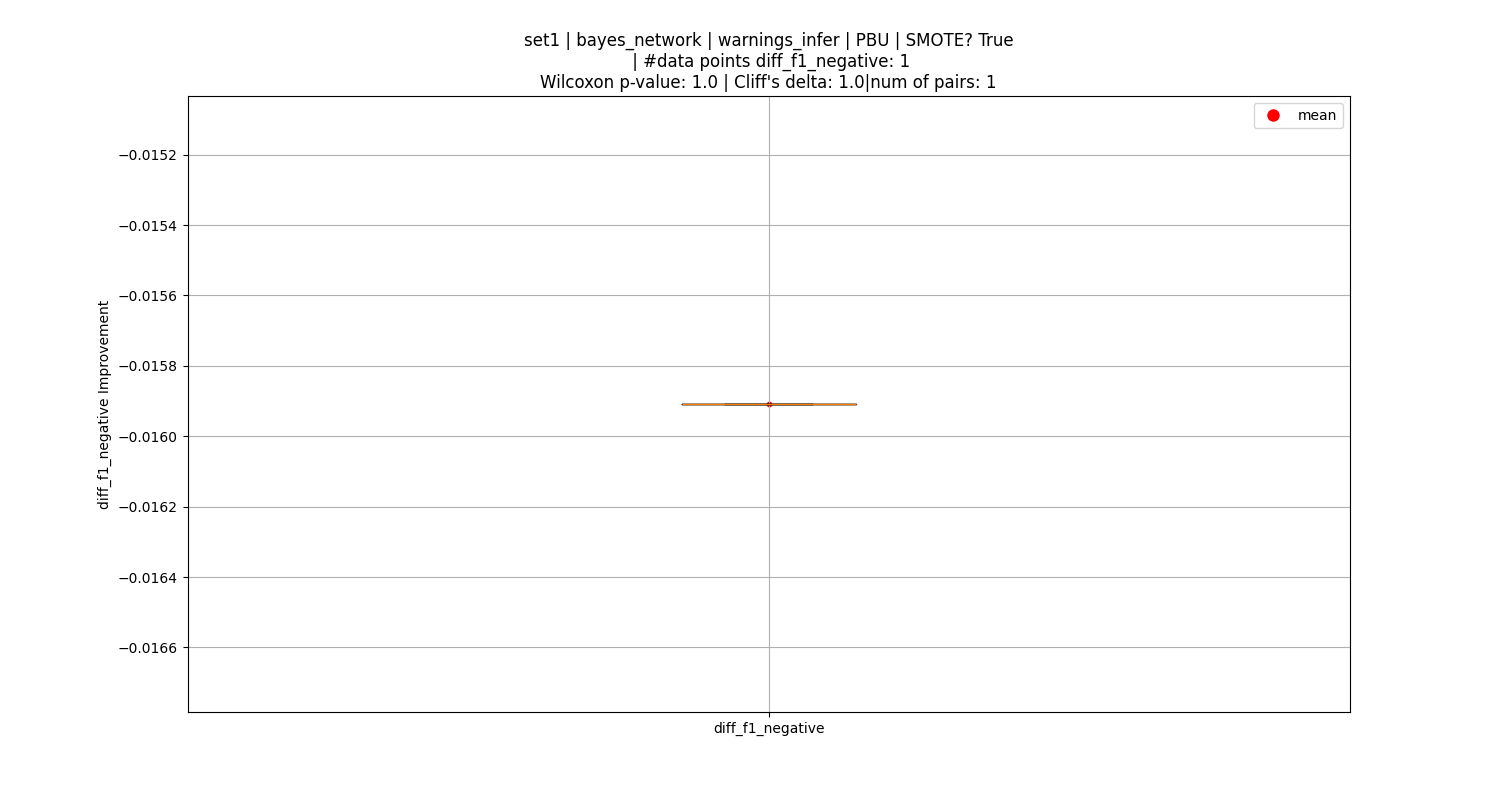 set1 | bayes_network | warnings_infer | PBU | SMOTE? True
| #data points diff_f1_negative: 1
Wilcoxon p-value: 1.0 | Cliff's delta: 1.0|num of pairs: 1
mean
−0.0152
−0.0154
−0.0156
−0.0158
−0.0160
−0.0162
−0.0164
−0.0166
diff_f1_negative Improvement
diff_f1_negative